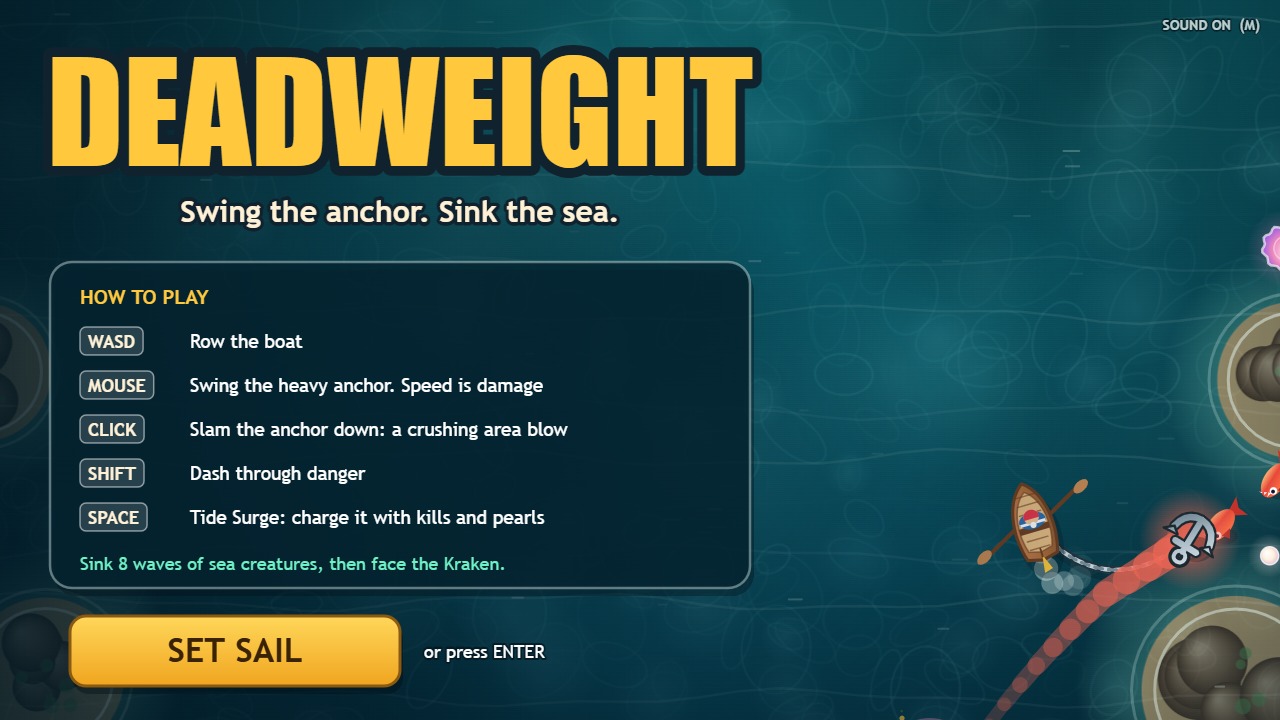 SOUND ON (M)
DEADWEIGHT
Swing the anchor. Sink the sea.
HOW TO PLAY
WASD Row the boat
MOUSE Swing the heavy anchor. Speed is damage
CLICK Slam the anchor down: a crushing area blow
SHIFT Dash through danger
SPACE Tide Surge: charge it with kills and pearls
Sink 8 waves of sea creatures, then face the Kraken.
SET SAIL or press ENTER